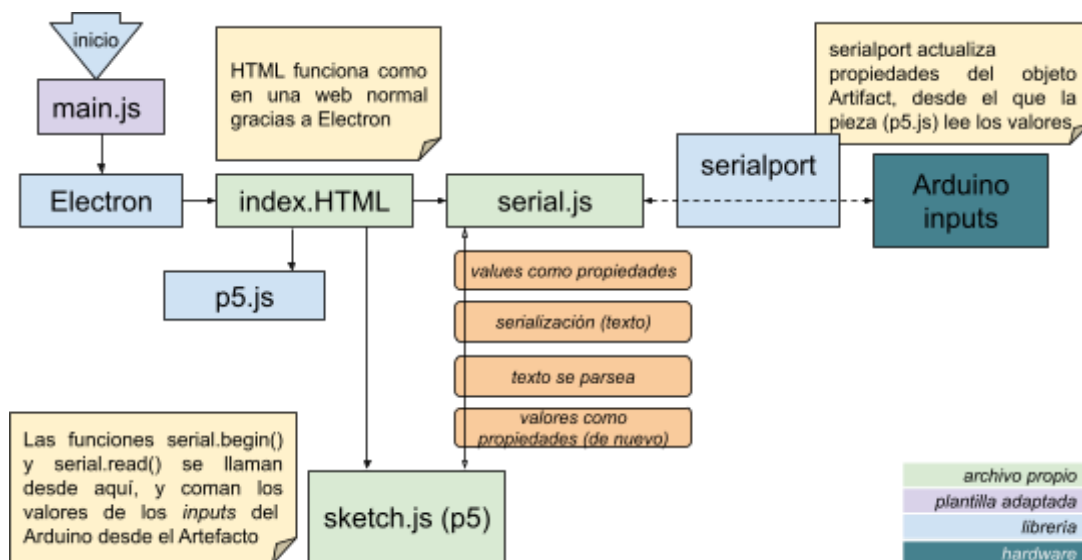 inicio
main.js
HTML funciona como
en una web normal
gracias a Electron
serialport actualiza
propiedades del objeto
Artifact, desde el que la
pieza (p5.js) lee los valores
Electron
index.HTML
serial.js
serialport
Arduino
inputs
p5.js
values como propiedades
serialización (texto)
texto se parsea
valores como
propiedades (de nuevo)
Las funciones serial.begin()
y serial.read() se llaman
desde aquí, y coman los
valores de los inputs del
Arduino desde el Artefacto
sketch.js (p5)
archivo propio
plantilla adaptada
libreria
hardware